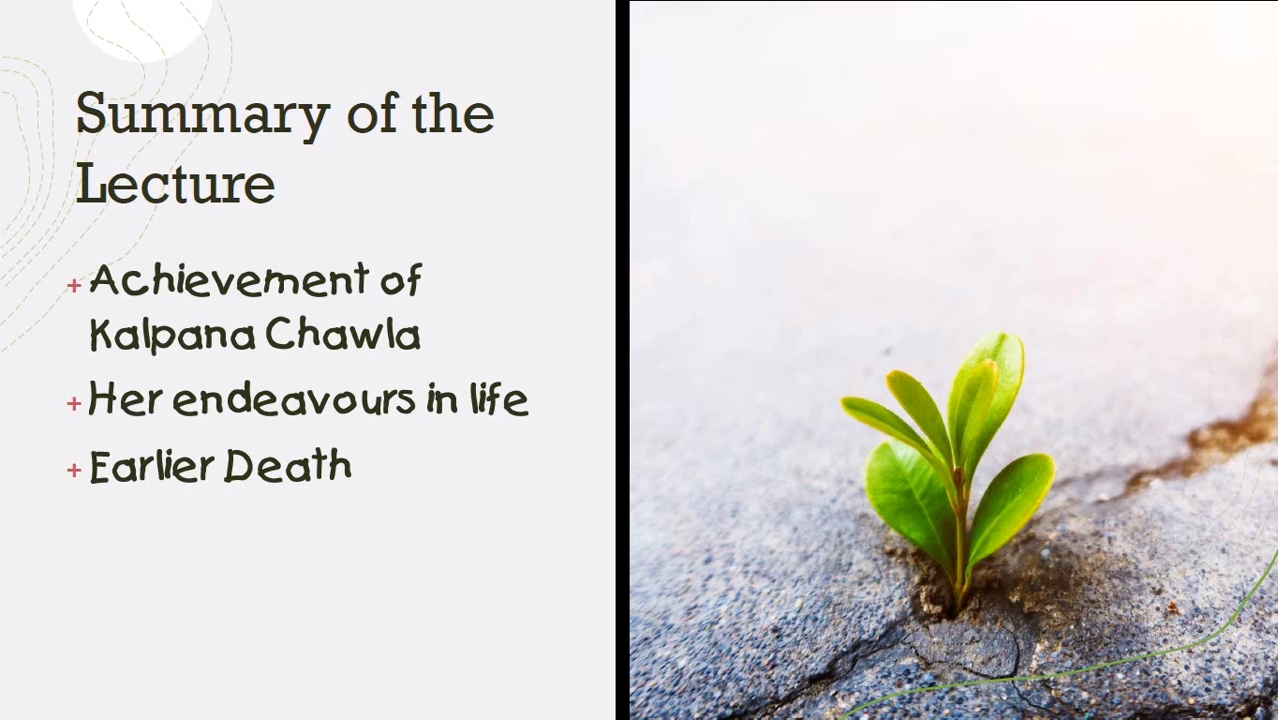 Summary of the
Lecture
+ Achievement of
Kalpana Chawla
+ Her endeavours in life
+ Earlier Death